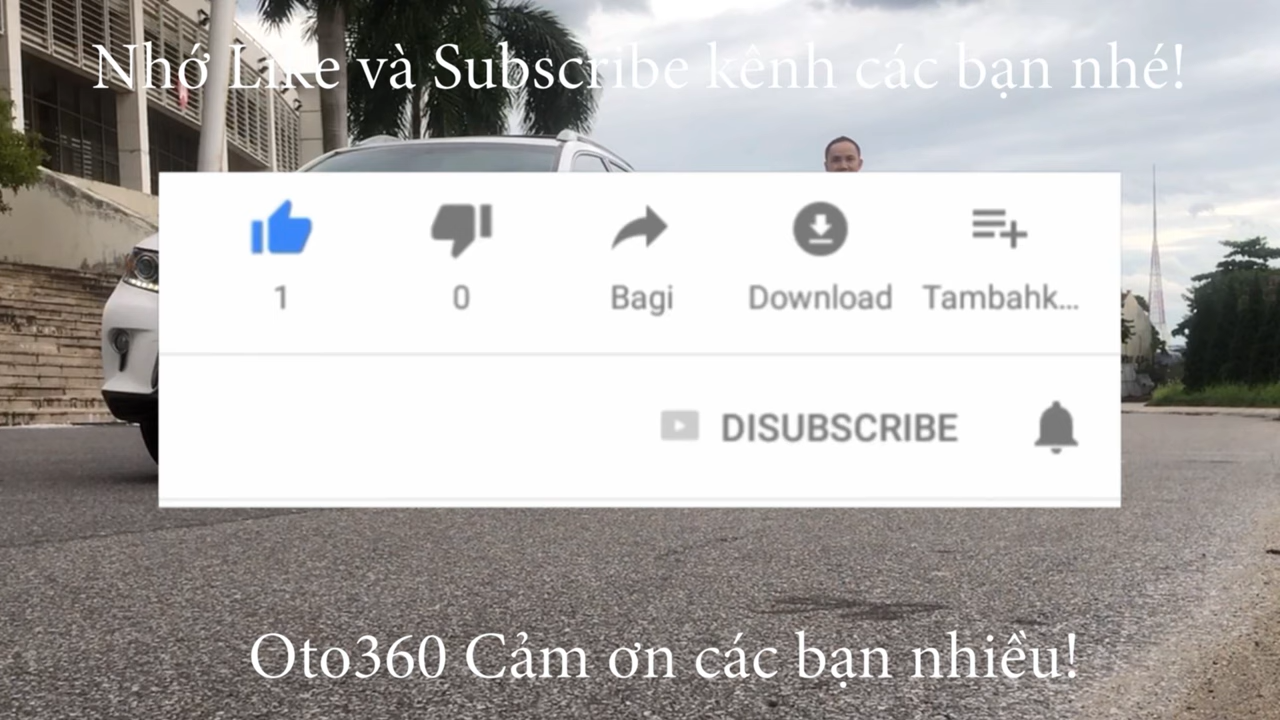 Nhớ Like và Subscribe kênh các bạn nhé!
1 0 Bagi Download Tambahk...
DISUBSCRIBE
Oto360 Cảm ơn các bạn nhiều!